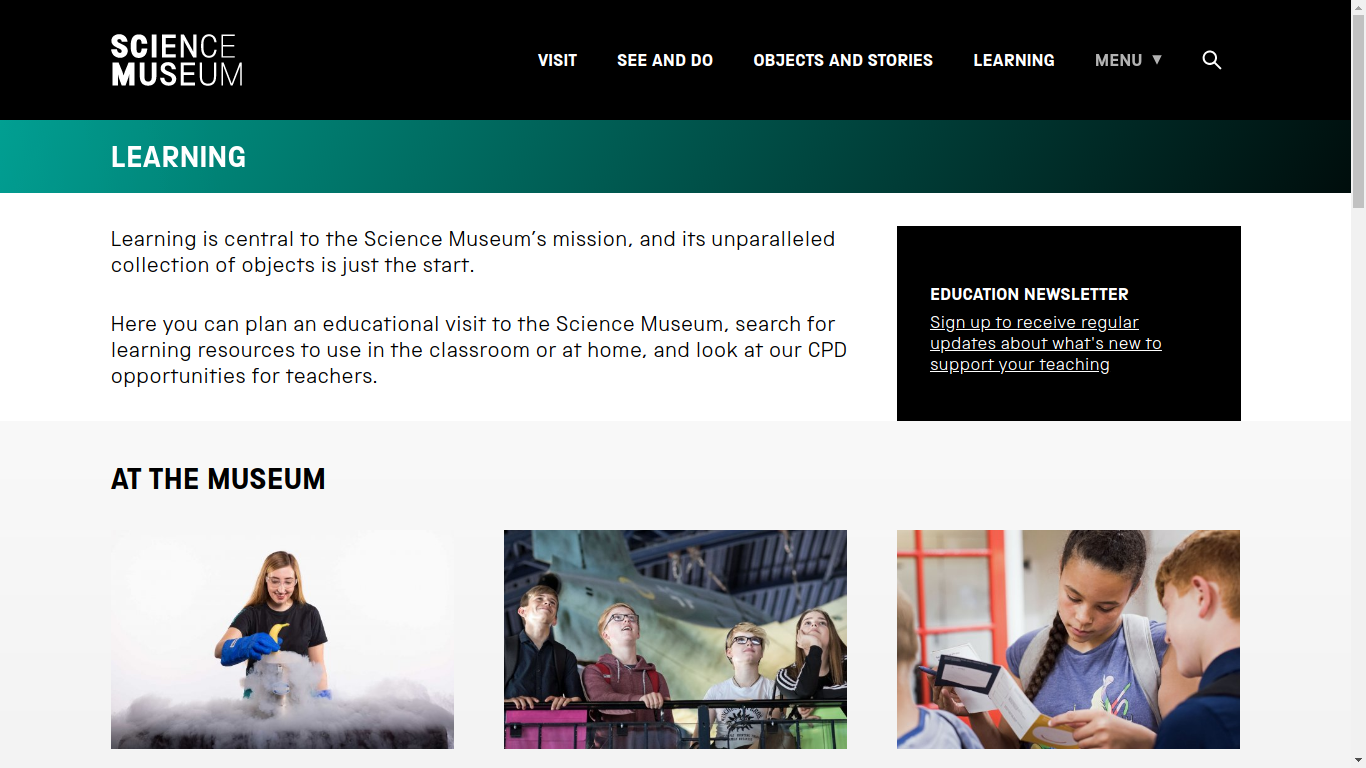 SCIENCE
MUSEUM
VISIT
SEE AND DO
OBJECTS AND STORIES
LEARNING
MENU ▼
LEARNING
Learning is central to the Science Museum’s mission, and its unparalleled
collection of objects is just the start.
Here you can plan an educational visit to the Science Museum, search for
learning resources to use in the classroom or at home, and look at our CPD
opportunities for teachers.
EDUCATION NEWSLETTER
Sign up to receive regular
updates about what's new to
support your teaching
AT THE MUSEUM